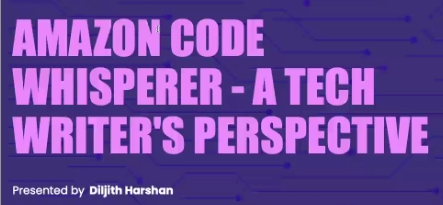 AMAZON CODE
WHISPERER - A TECH
WRITER'S PERSPECTIVE
Presented by Diljith Harshan